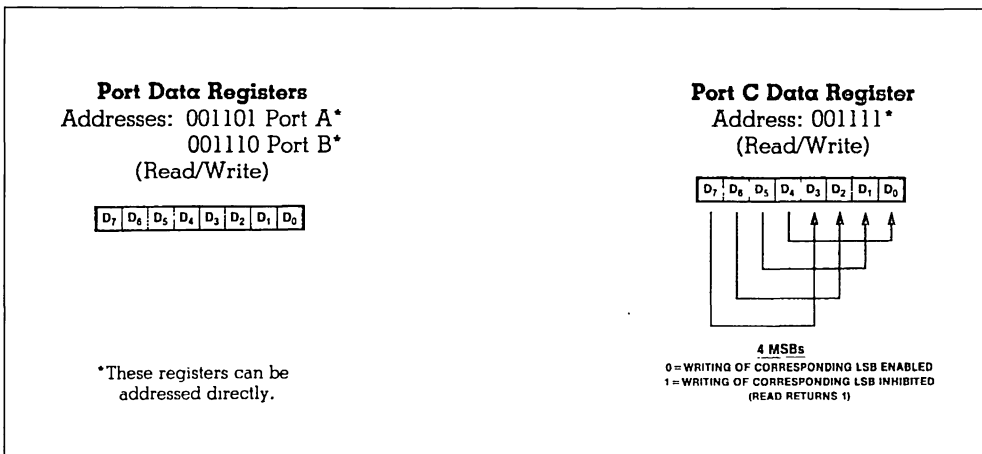 Port Data Registers
Addresses: 001101 Port A*
001110 Port B*
(Read/Write)
D7 D6 D5 D4 D3 D2 D1 D0
*These registers can be
addressed directly.
Port C Data Register
Address: 001111*
(Read/Write)
D7 D6 D5 D4 D3 D2 D1 D0
4 MSBs
0=WRITING OF CORRESPONDING LSB ENABLED
1=WRITING OF CORRESPONDING LSB INHIBITED
(READ RETURNS 1)